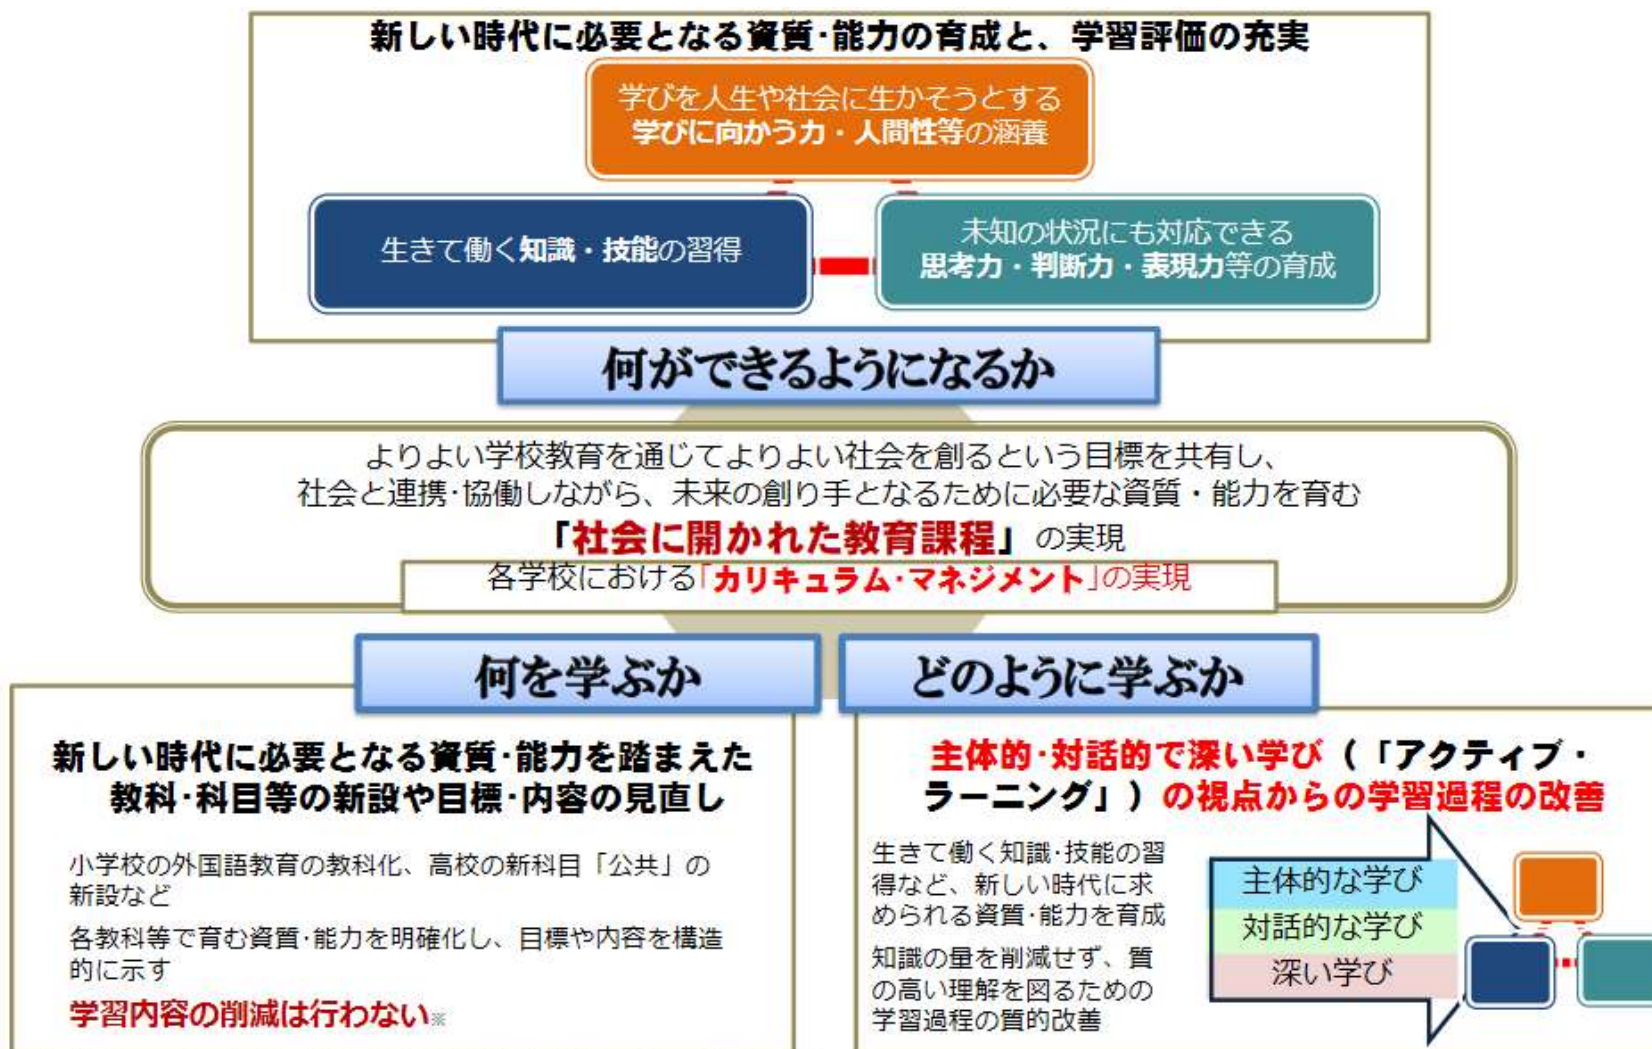 新しい時代に必要となる資質･能力の育成と、学習評価の充実
学びを人生や社会に生かそうとする
学びに向かう力・人間性等の涵養
生きて働く知識・技能の習得
未知の状況にも対応できる
思考力・判断力・表現力等の育成
何ができるようになるか
よりよい学校教育を通じてよりよい社会を創るという目標を共有し、
社会と連携･協働しながら、未来の創り手となるために必要な資質・能力を育む
「社会に開かれた教育課程」の実現
各学校における「カリキュラム･マネジメント」の実現
何を学ぶか
新しい時代に必要となる資質･能力を踏まえた
教科･科目等の新設や目標･内容の見直し
小学校の外国語教育の教科化、高校の新科目「公共」の
新設など
各教科等で育む資質･能力を明確化し、目標や内容を構造
的に示す
学習内容の削減は行わない※
どのように学ぶか
主体的･対話的で深い学び（「アクティブ・
ラーニング」）の視点からの学習過程の改善
生きて働く知識･技能の習
得など、新しい時代に求
められる資質･能力を育成
知識の量を削減せず、質
の高い理解を図るための
学習過程の質的改善
主体的な学び
対話的な学び
深い学び